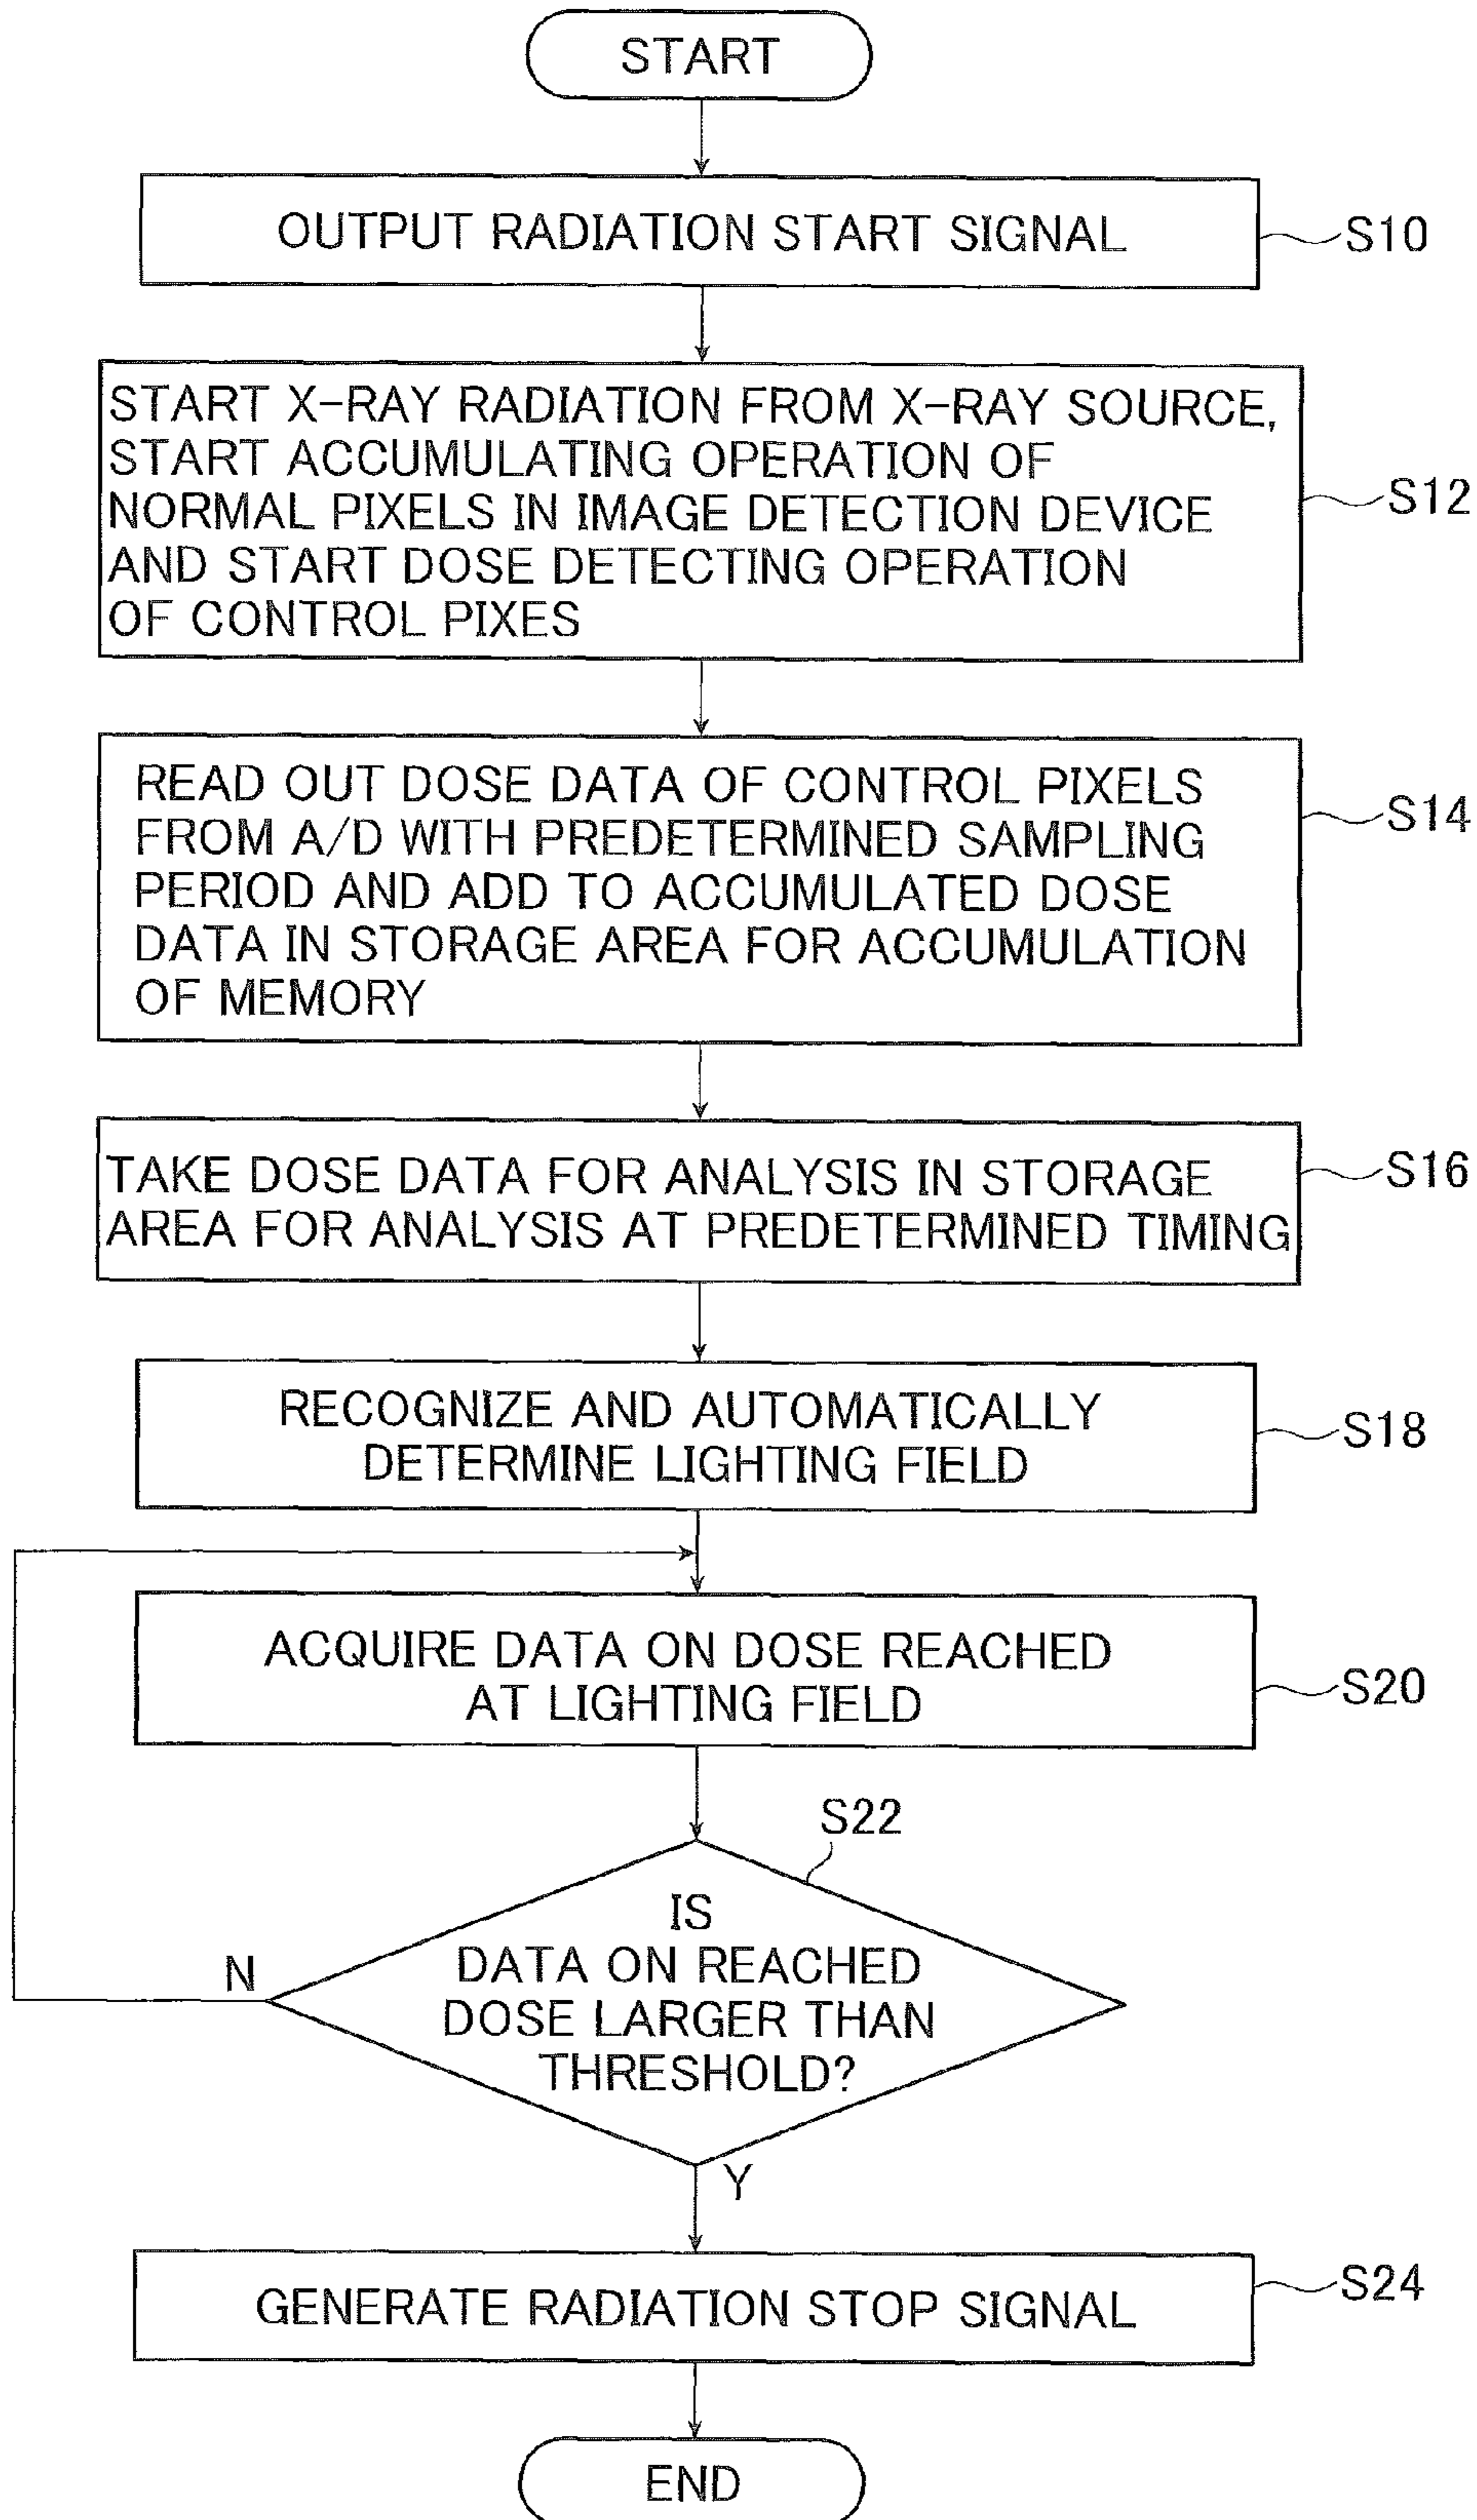 START
OUTPUT RADIATION START SIGNAL
S10
START X-RAY RADIATION FROM X-RAY SOURCE,
START ACCUMULATING OPERATION OF
NORMAL PIXELS IN IMAGE DETECTION DEVICE
AND START DOSE DETECTING OPERATION
OF CONTROL PIXES
S12
READ OUT DOSE DATA OF CONTROL PIXELS
FROM A/D WITH PREDETERMINED SAMPLING
PERIOD AND ADD TO ACCUMULATED DOSE
DATA IN STORAGE AREA FOR ACCUMULATION
OF MEMORY
S14
TAKE DOSE DATA FOR ANALYSIS IN STORAGE
AREA FOR ANALYSIS AT PREDETERMINED TIMING
S16
RECOGNIZE AND AUTOMATICALLY
DETERMINE LIGHTING FIELD
S18
ACQUIRE DATA ON DOSE REACHED
AT LIGHTING FIELD
S20
S22
IS
DATA ON REACHED
DOSE LARGER THAN
THRESHOLD?
N
Y
GENERATE RADIATION STOP SIGNAL
S24
END